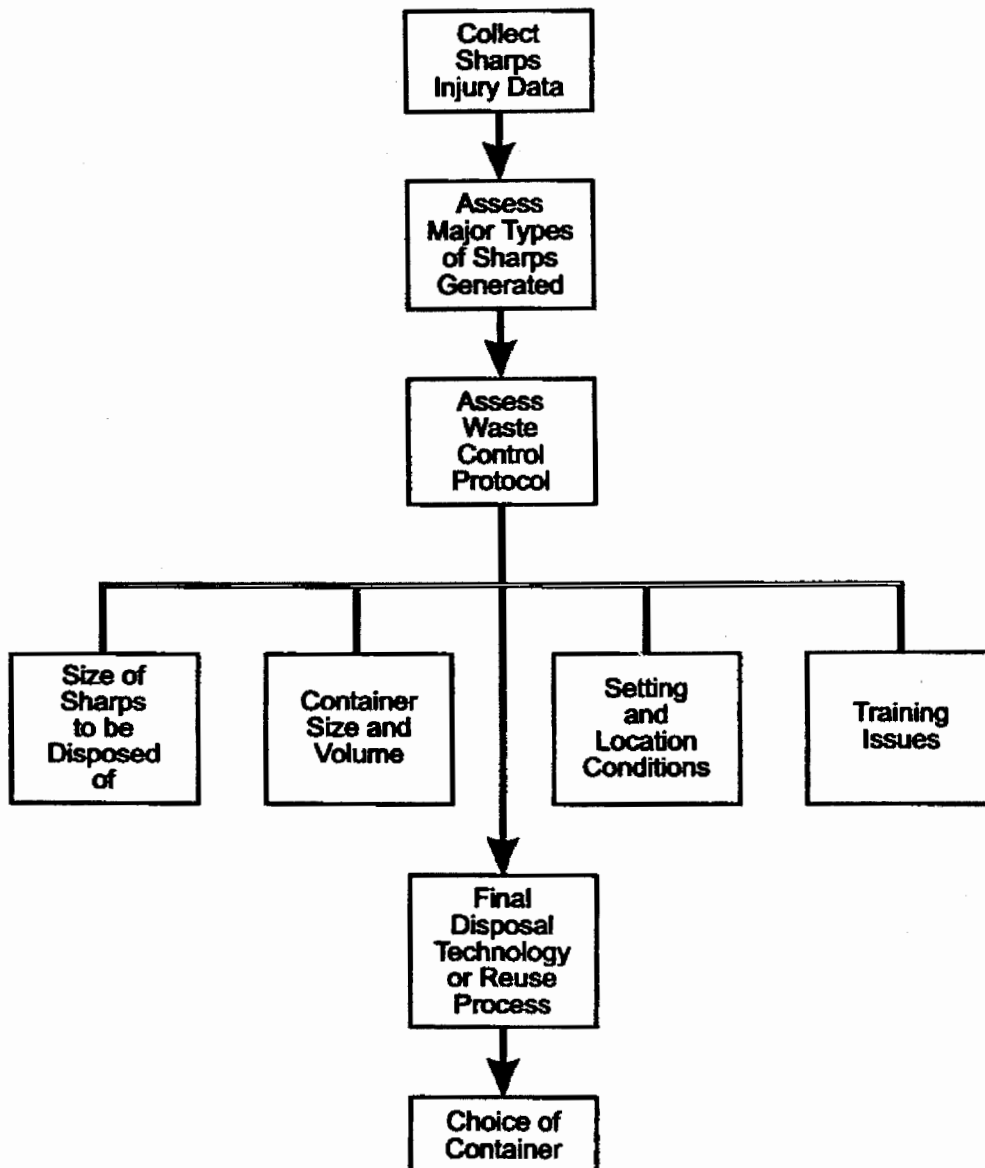 Collect
Sharps
Injury Data
Assess
Major Types
of Sharps
Generated
Assess
Waste
Control
Protocol
Size of
Sharps
to be
Disposed
of
Container
Size and
Volume
Setting
and
Location
Conditions
Training
Issues
Final
Disposal
Technology
or Reuse
Process
Choice of
Container